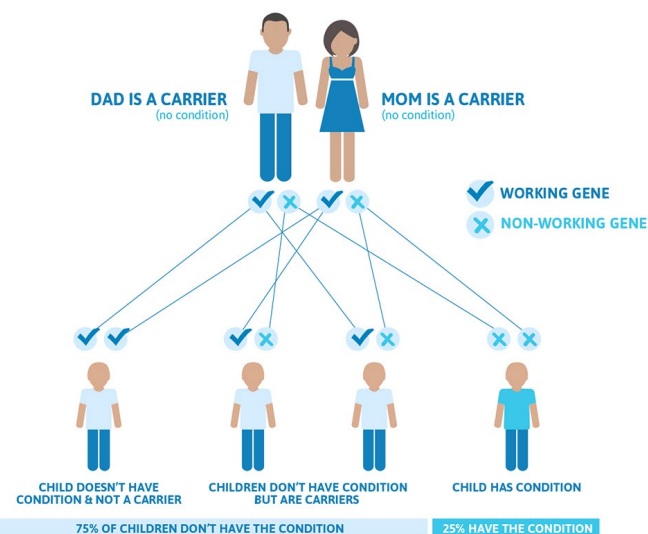 DAD IS A CARRIER
(no condition)
MOM IS A CARRIER
(no condition)
WORKING GENE
NON-WORKING GENE
CHILD DOESN'T HAVE
CONDITION & NOT A CARRIER
CHILDREN DON'T HAVE CONDITION
BUT ARE CARRIERS
CHILD HAS CONDITION
75% OF CHILDREN DON'T HAVE THE CONDITION
25% HAVE THE CONDITION